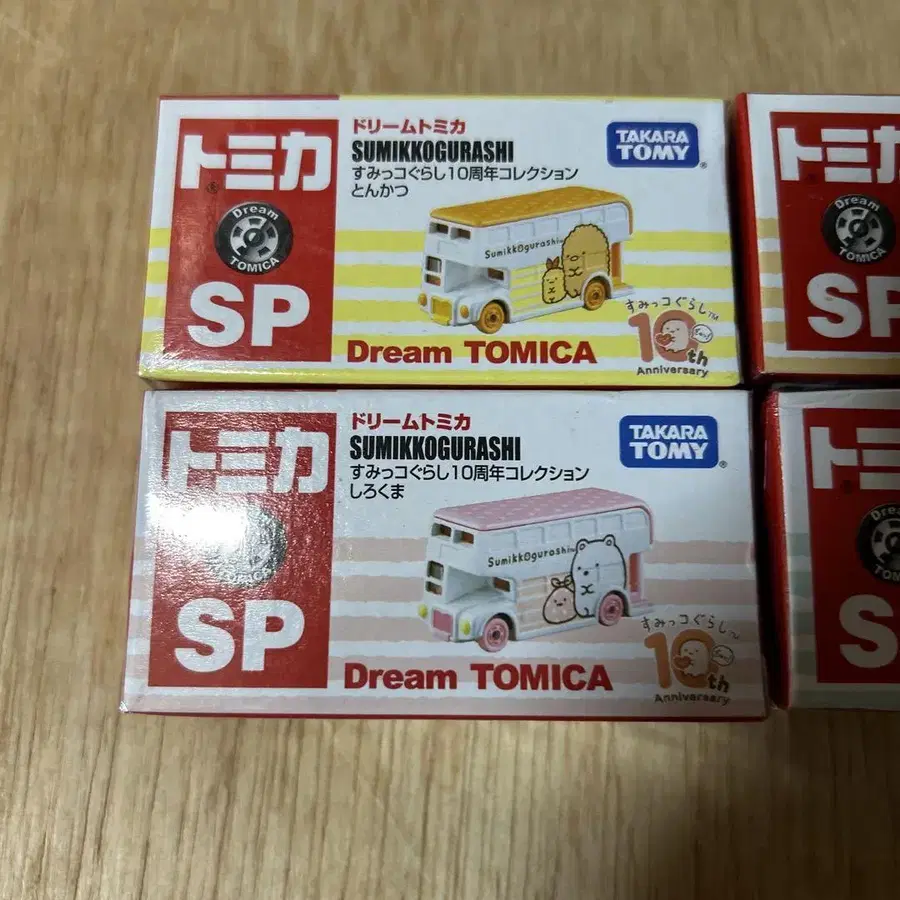 トミカ
Dream
TOMICA
SP
ドリームトミカ
SUMIKKOGURASHI
すみっコぐらし10周年コレクション
とんかつ
TAKARA
TOMY
Sumikkogurashi
すみっコぐらし™
10th
Anniversary
Dream TOMICA
トミカ
TOMICA
SP
ドリームトミカ
SUMIKKOGURASHI
すみっコぐらし10周年コレクション
しろくま
TAKARA
TOMY
Sumikkogurashi
すみっコぐらし
10th
Anniversary
Dream TOMICA
トミカ
Dream
TOMICA
SP
トミカ
SP